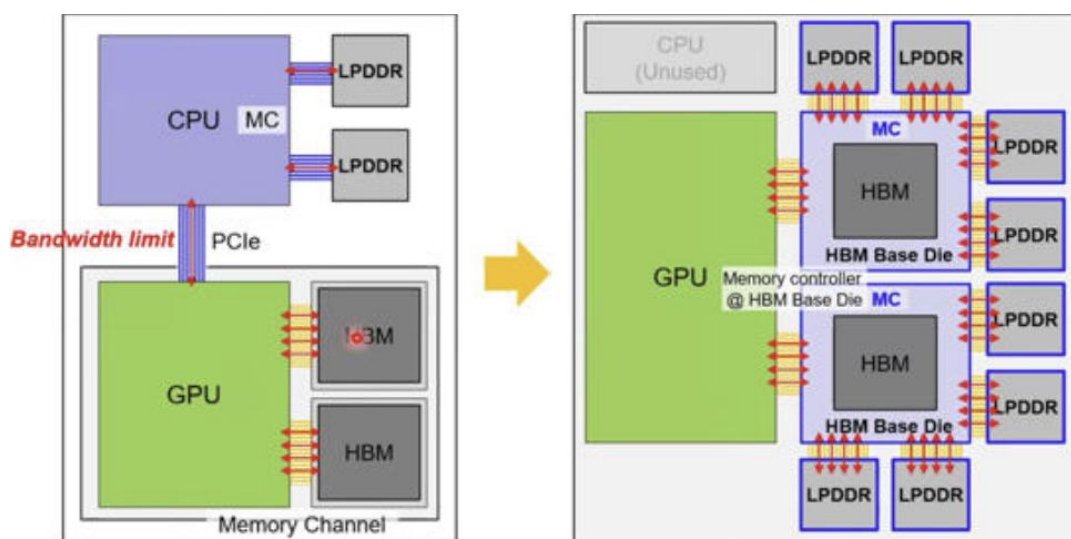 CPU
MC
LPDDR
LPDDR
Bandwidth limit
PCIe
GPU
HBM
HBM
Memory Channel
CPU
(Unused)
LPDDR
LPDDR
MC
HBM
HBM Base Die
LPDDR
LPDDR
GPU
Memory controller
@ HBM Base Die
MC
HBM
HBM Base Die
LPDDR
LPDDR
LPDDR
LPDDR